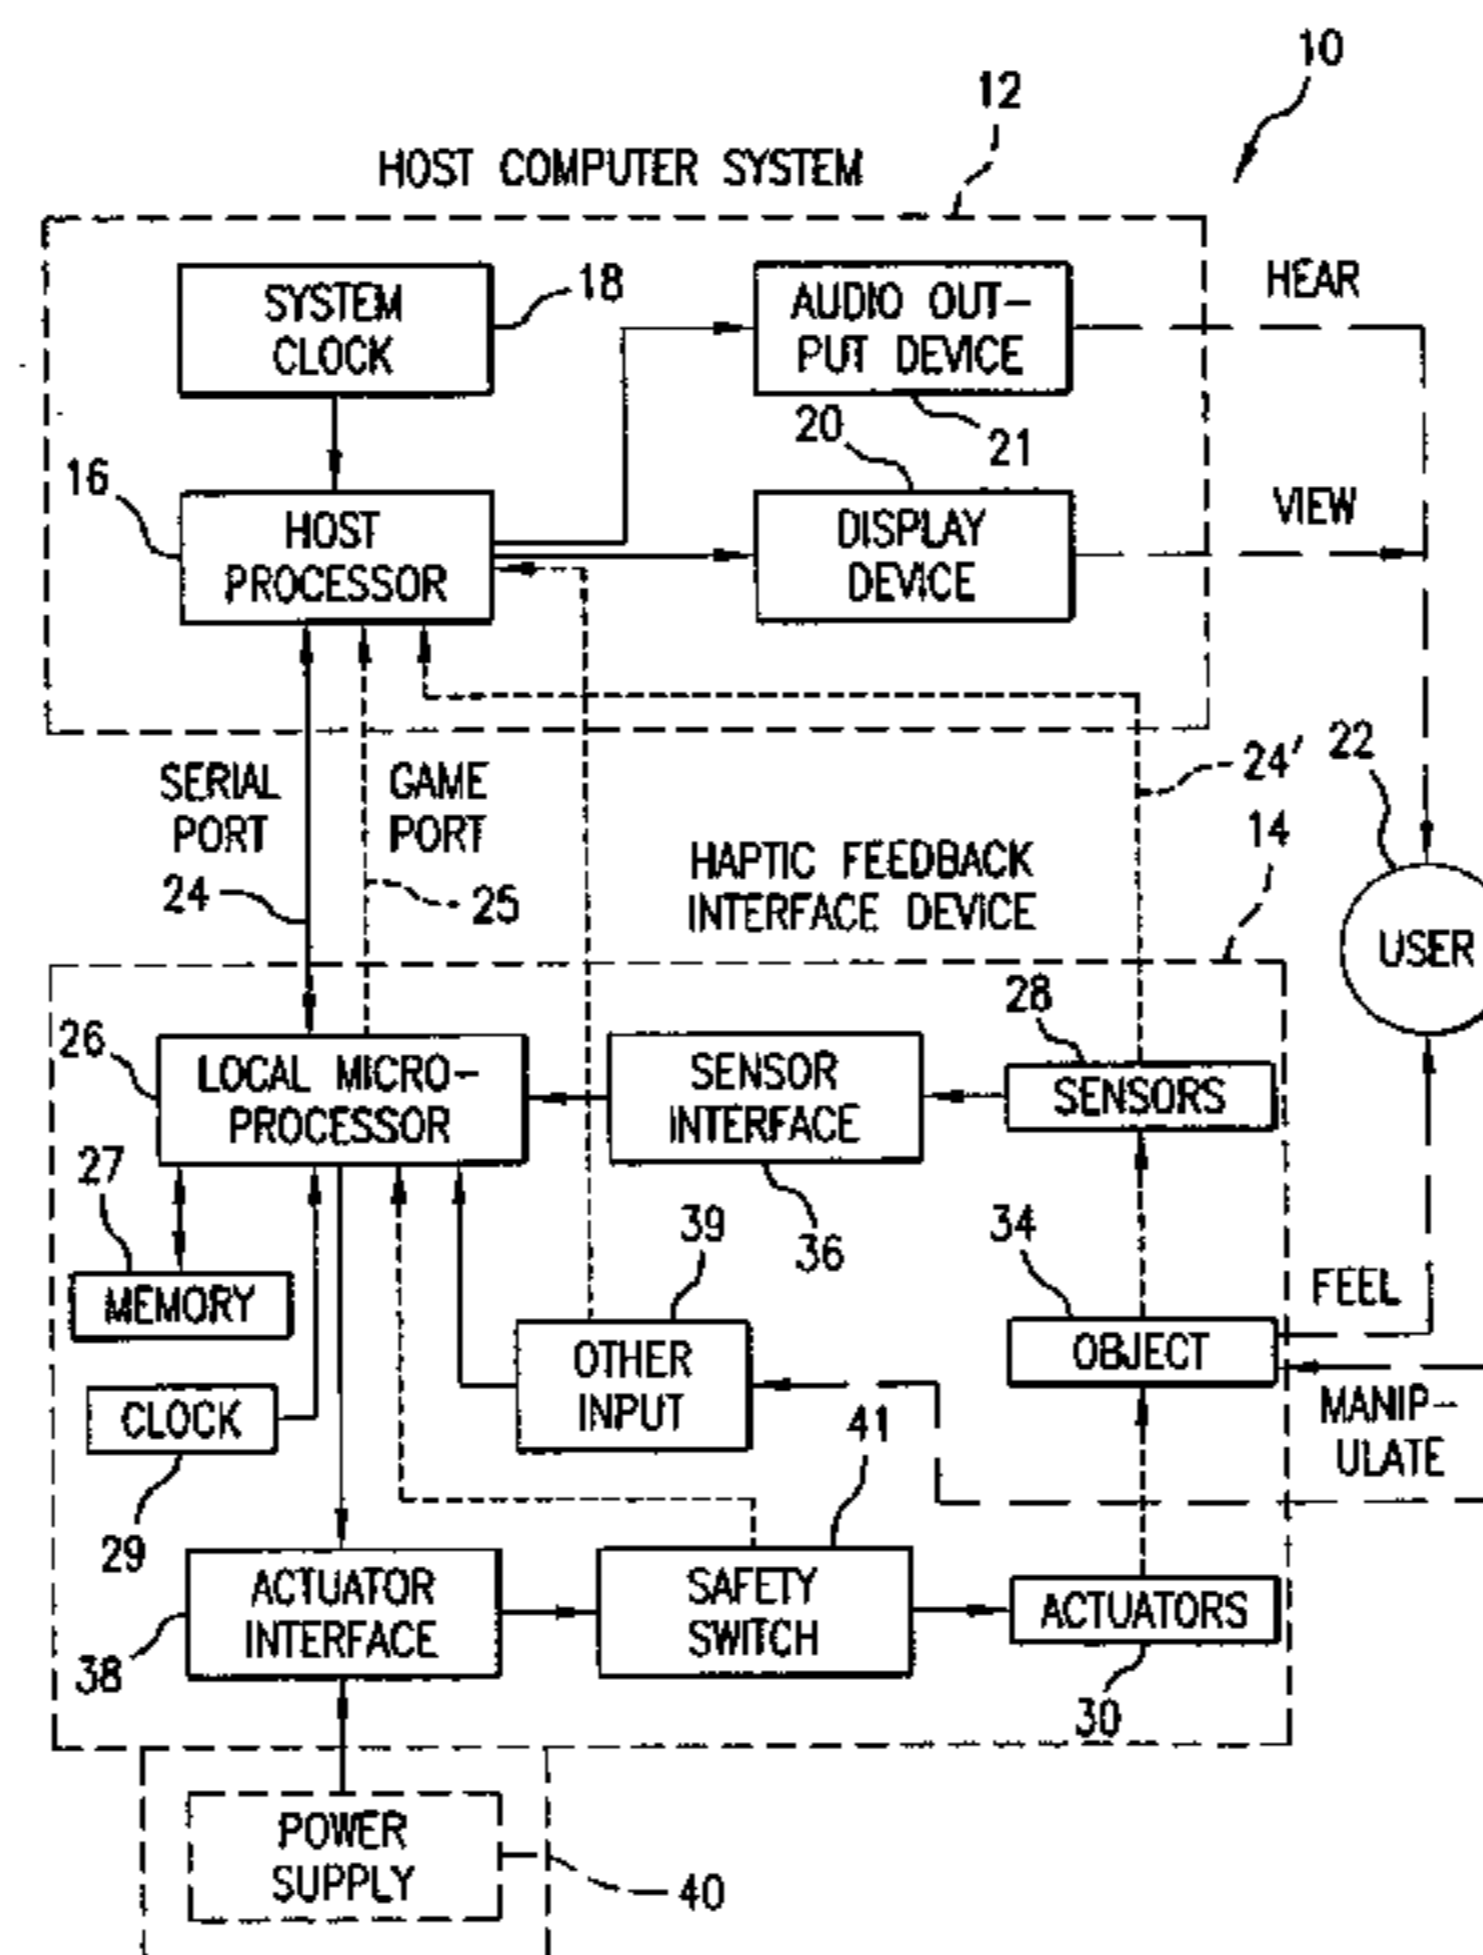 10
12
HOST COMPUTER SYSTEM
SYSTEM
CLOCK
18
AUDIO OUT-
PUT DEVICE
HEAR
20
21
16
HOST
PROCESSOR
DISPLAY
DEVICE
VIEW
SERIAL
PORT
GAME
PORT
24'
22
14
24
25
HAPTIC FEEDBACK
INTERFACE DEVICE
USER
26
LOCAL MICRO-
PROCESSOR
SENSOR
INTERFACE
28
SENSORS
27
39
36
34
MEMORY
OTHER
INPUT
OBJECT
FEEL
CLOCK
41
MANIP-
ULATE
29
ACTUATOR
INTERFACE
SAFETY
SWITCH
ACTUATORS
38
30
POWER
SUPPLY
40